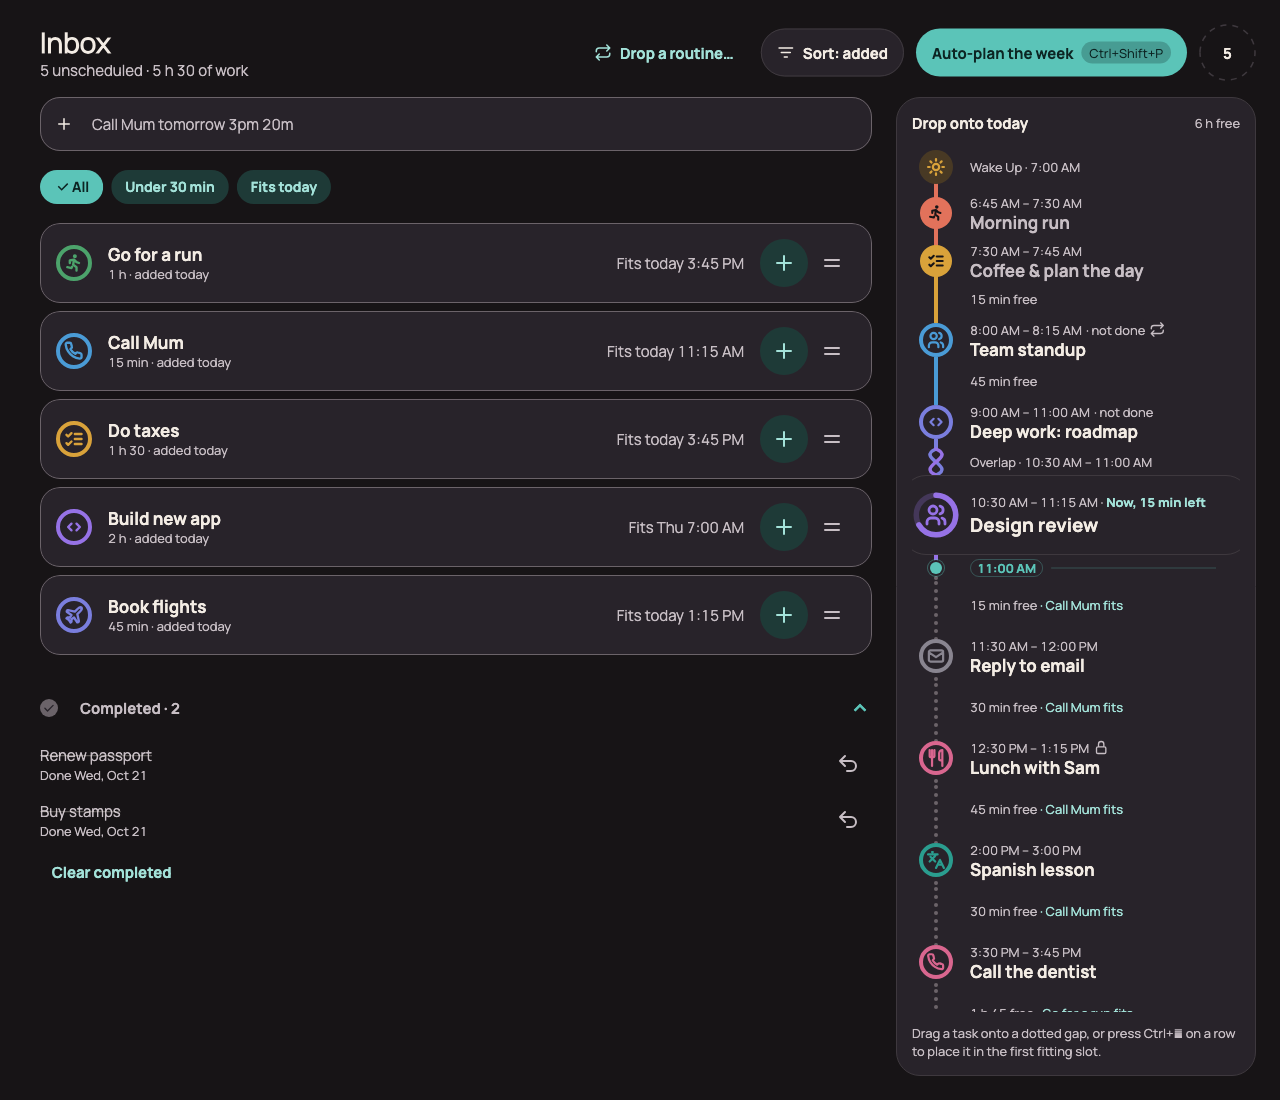 Inbox
5 unscheduled · 5 h 30 of work
Drop a routine...
Sort: added
Auto-plan the week Ctrl+Shift+P
5
Call Mum tomorrow 3pm 20m
All
Under 30 min
Fits today
Go for a run
1 h · added today
Fits today 3:45 PM
Call Mum
15 min · added today
Fits today 11:15 AM
Do taxes
1 h 30 · added today
Fits today 3:45 PM
Build new app
2 h · added today
Fits Thu 7:00 AM
Book flights
45 min · added today
Fits today 1:15 PM
Completed · 2
Renew passport
Done Wed, Oct 21
Buy stamps
Done Wed, Oct 21
Clear completed
Drop onto today
6 h free
Wake Up · 7:00 AM
6:45 AM – 7:30 AM
Morning run
7:30 AM – 7:45 AM
Coffee & plan the day
15 min free
8:00 AM – 8:15 AM · not done
Team standup
45 min free
9:00 AM – 11:00 AM · not done
Deep work: roadmap
Overlap · 10:30 AM – 11:00 AM
10:30 AM – 11:15 AM · Now, 15 min left
Design review
11:00 AM
15 min free · Call Mum fits
11:30 AM – 12:00 PM
Reply to email
30 min free · Call Mum fits
12:30 PM – 1:15 PM
Lunch with Sam
45 min free · Call Mum fits
2:00 PM – 3:00 PM
Spanish lesson
30 min free · Call Mum fits
3:30 PM – 3:45 PM
Call the dentist
1 h 45 free · Go for a run fits
Drag a task onto a dotted gap, or press Ctrl+ on a row
to place it in the first fitting slot.